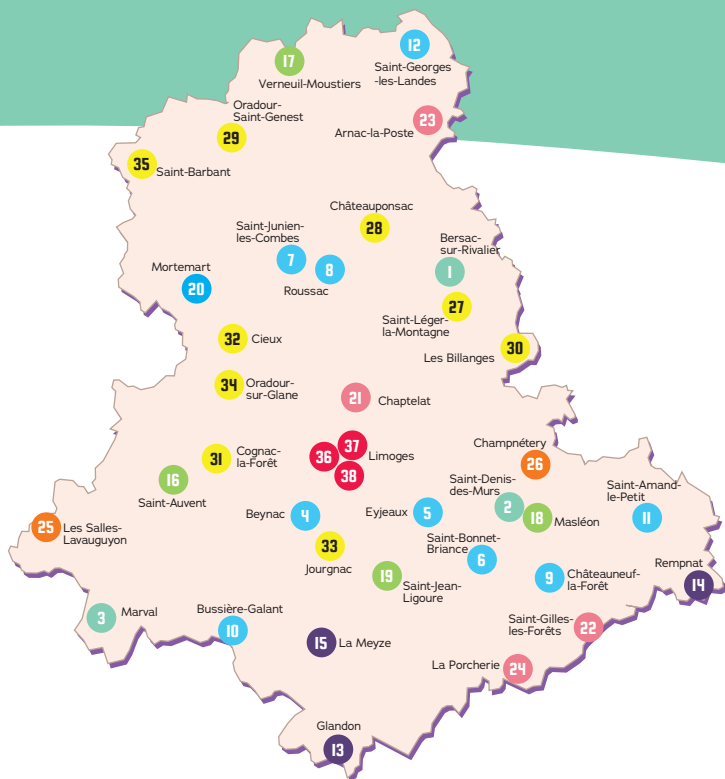 12
17
Saint-Georges
-les-Landes
Verneuil-Moustiers
Oradour-
Saint-Genest
23
Arnac-la-Poste
29
35
Saint-Barbant
Châteauponsac
28
Saint-Junien-
les-Combes
Bersac-
sur-Rivalier
7
8
1
Mortemart
20
Roussac
27
Saint-Léger-
la-Montagne
32
Cieux
30
Les Billanges
34
Oradour-
sur-Glane
21
Chaptelat
37
36
Limoges
38
Champnétery
26
31
Cognac-
la-Forêt
16
Saint-Auvent
Saint-Denis-
des-Murs
2
18
Masléon
Saint-Amand-
le-Petit
11
25
Les Salles-
Lavauguyon
Beynac
4
Eyjeaux
5
33
Jourgnac
Saint-Bonnet-
Briance
6
19
Saint-Jean-
Ligoure
9
Châteauneuf-
la-Forêt
Rempnat
14
3
Marval
Bussière-Galant
10
15
La Meyze
Saint-Gilles-
les-Forêts
22
La Porcherie
24
Glandon
13